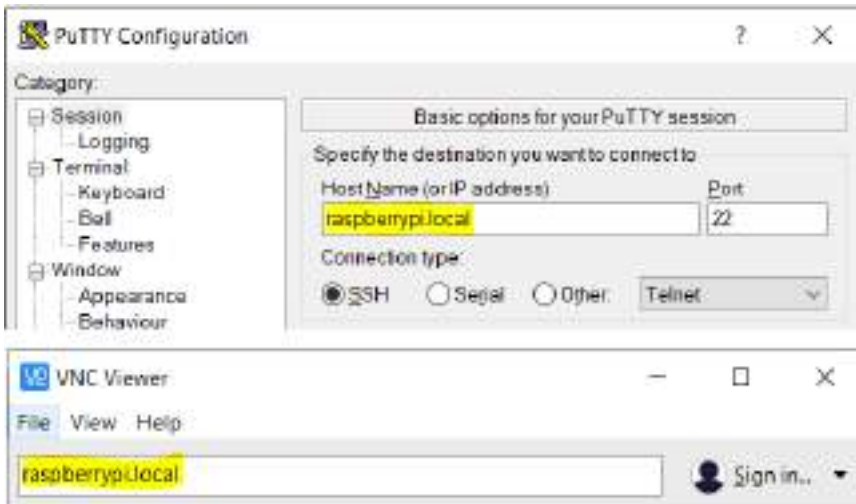 PuTTY Configuration
?
Category:
Session
Logging
Terminal
Keyboard
Bell
Features
Window
Appearance
Behaviour
Basic options for your PuTTY session
Specify the destination you want to connect to
Host Name (or IP address)
Port
raspberrypi.local
22
Connection type:
SSH
Serial
Other:
Telnet
V2 VNC Viewer
File View Help
raspberrypi.local
Sign in..